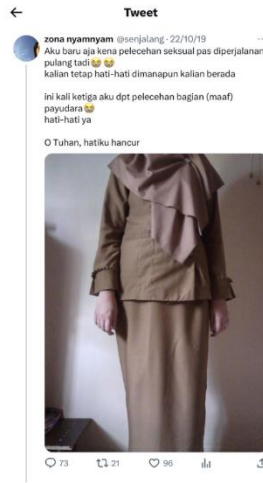 Tweet
zona nyamnyam @senjalang · 22/10/19
Aku baru aja kena pelecehan seksual pas diperjalanan
pulang tadi😭😭
kalian tetap hati-hati dimanapun kalian berada
ini kali ketiga aku dpt pelecehan bagian (maaf)
payudara😭
hati-hati ya
O Tuhan, hatiku hancur
73 21 96